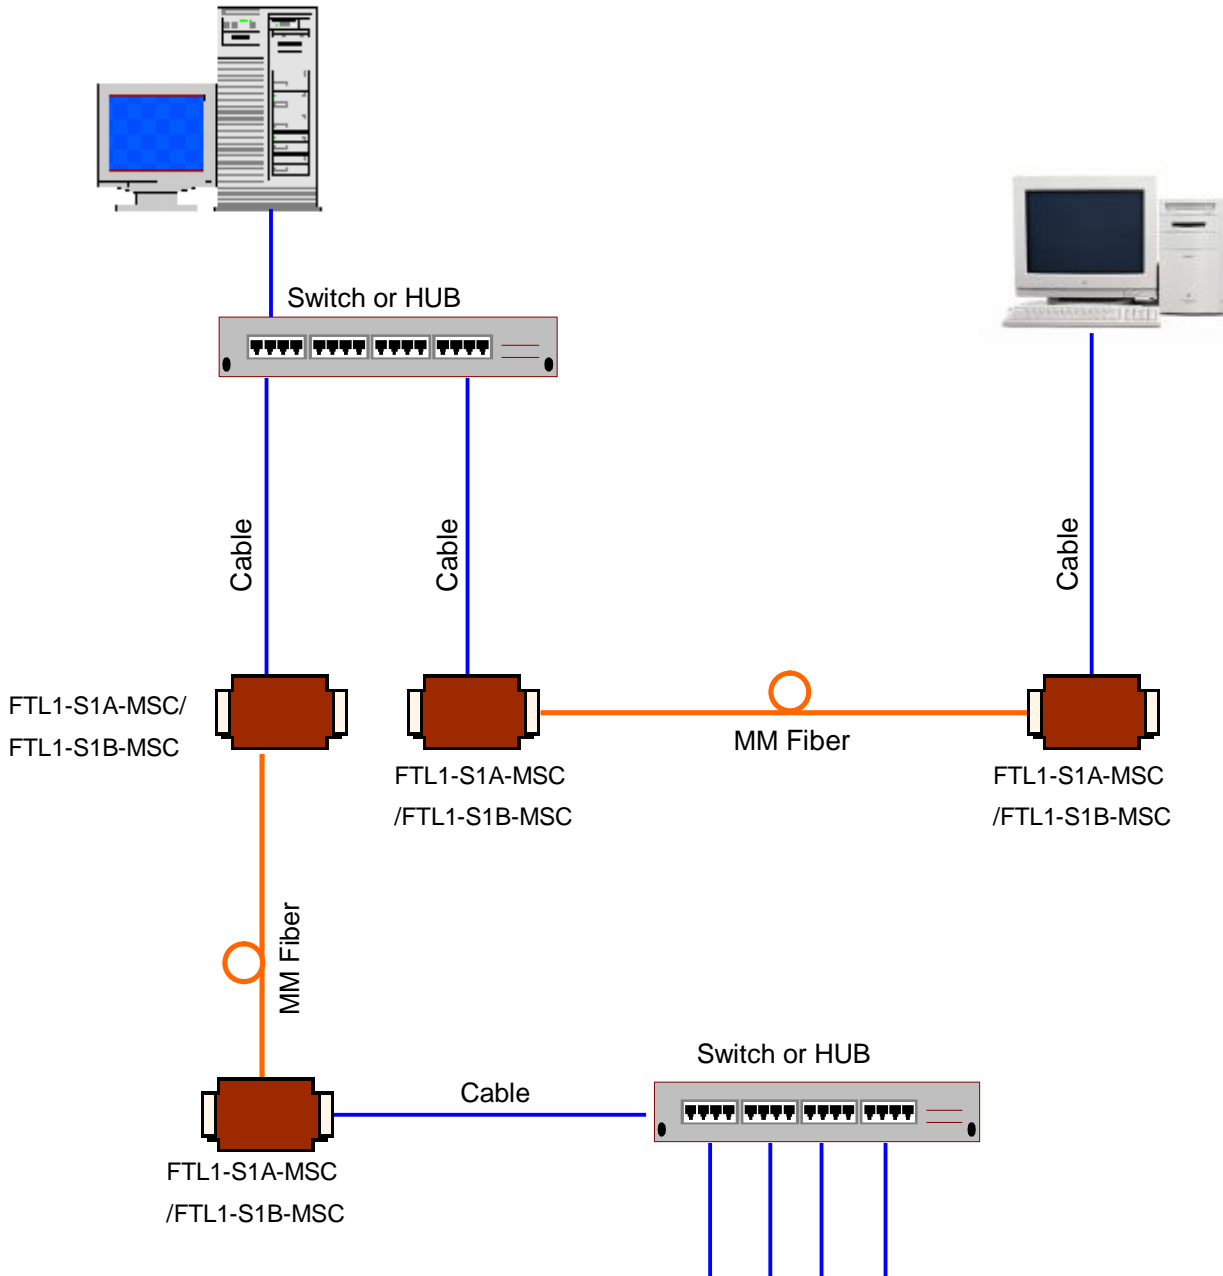 Switch or HUB
Cable
Cable
Cable
FTL1-S1A-MSC/
FTL1-S1B-MSC
FTL1-S1A-MSC
/FTL1-S1B-MSC
MM Fiber
FTL1-S1A-MSC
/FTL1-S1B-MSC
MM Fiber
Switch or HUB
Cable
FTL1-S1A-MSC
/FTL1-S1B-MSC